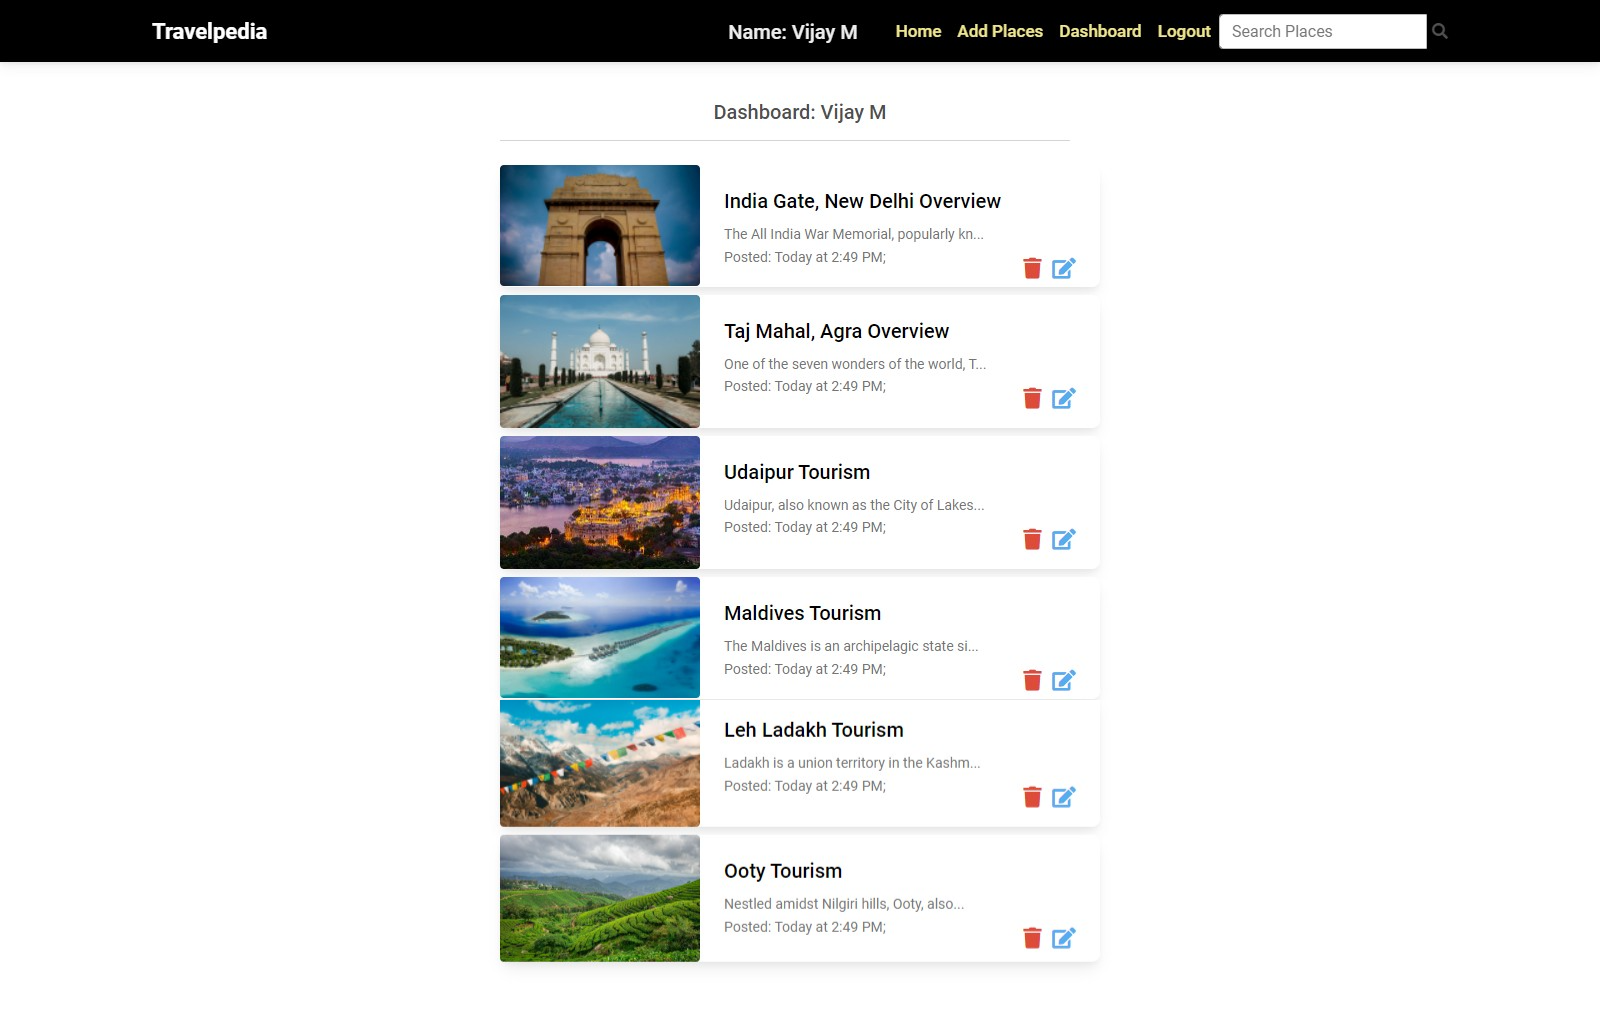 Travelpedia
Name: Vijay M
Home Add Places Dashboard Logout
Search Places
Dashboard: Vijay M
India Gate, New Delhi Overview
The All India War Memorial, popularly kn...
Posted: Today at 2:49 PM;
Taj Mahal, Agra Overview
One of the seven wonders of the world, T...
Posted: Today at 2:49 PM;
Udaipur Tourism
Udaipur, also known as the City of Lakes...
Posted: Today at 2:49 PM;
Maldives Tourism
The Maldives is an archipelagic state si...
Posted: Today at 2:49 PM;
Leh Ladakh Tourism
Ladakh is a union territory in the Kashm...
Posted: Today at 2:49 PM;
Ooty Tourism
Nestled amidst Nilgiri hills, Ooty, also...
Posted: Today at 2:49 PM;